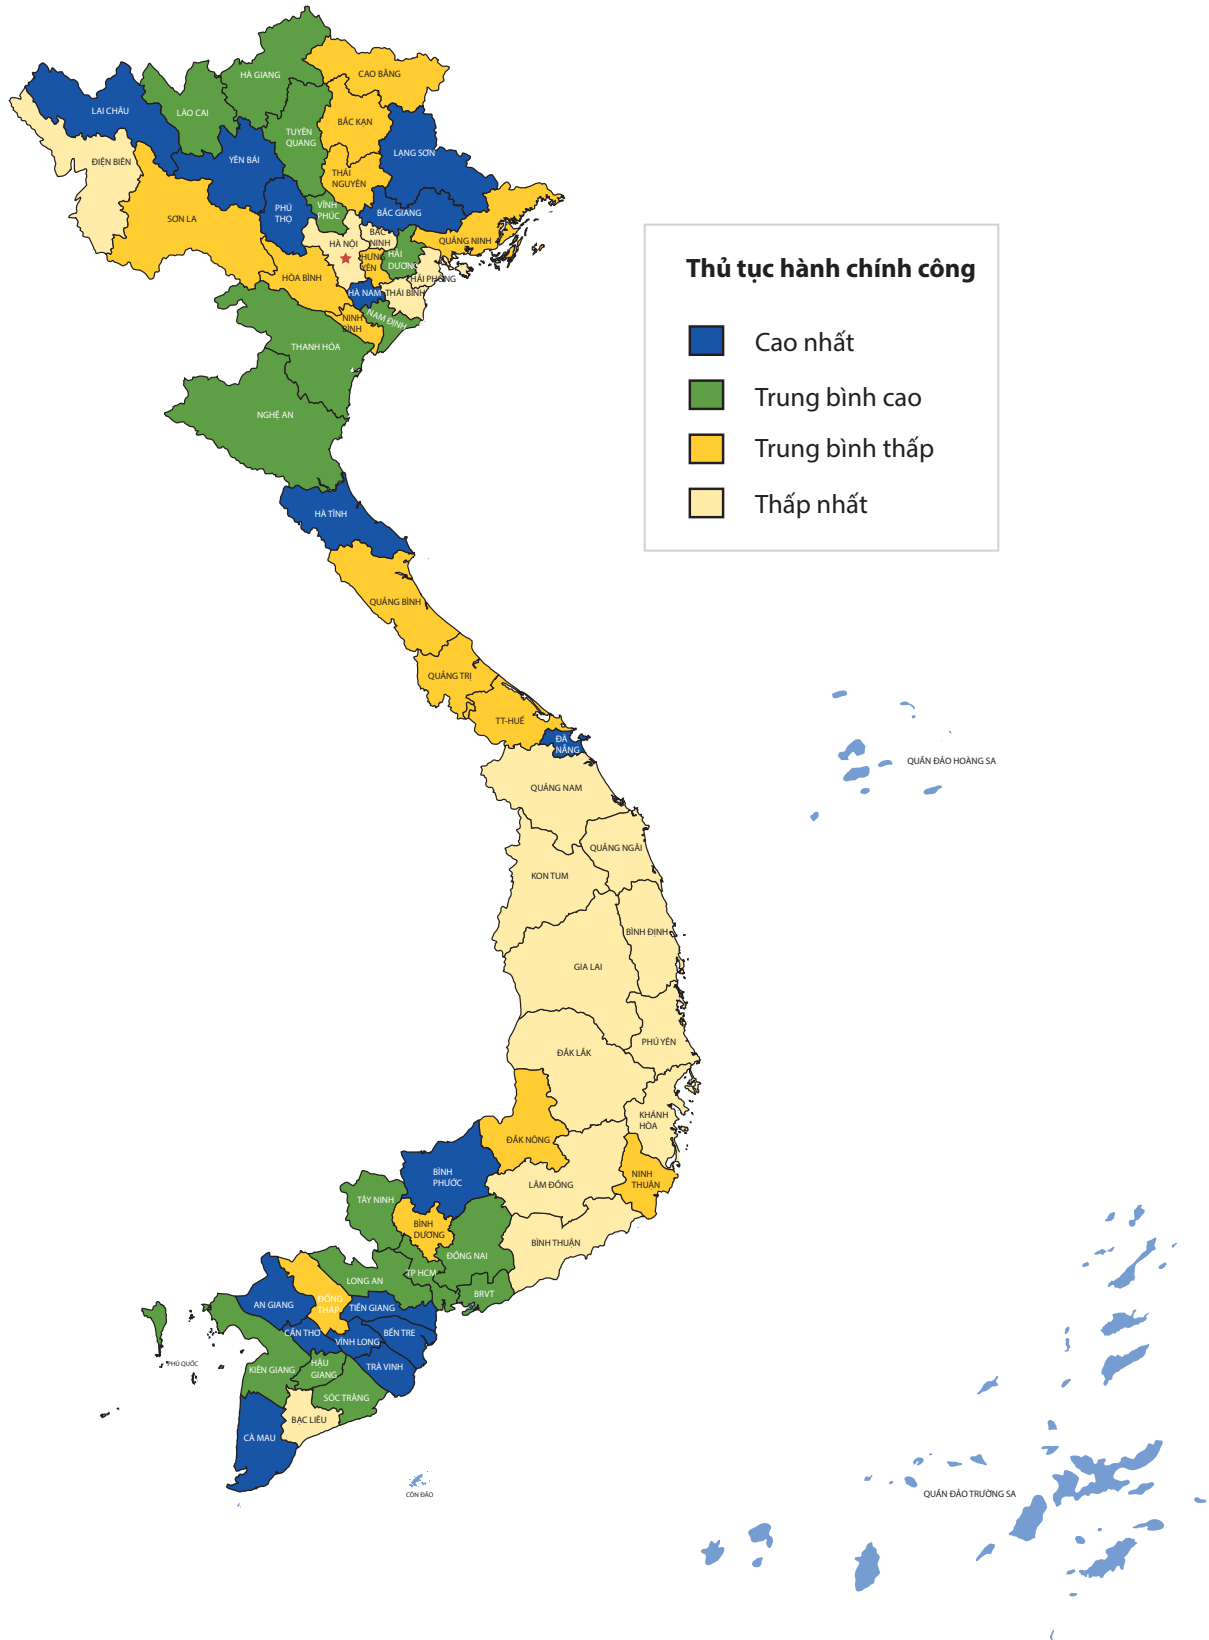 HÀ GIANG
CAO BẰNG
LAI CHÂU
LÀO CAI
BẮC KẠN
TUYÊN
QUANG
LẠNG SƠN
YÊN BÁI
ĐIỆN BIÊN
THÁI
NGUYÊN
PHÚ
THỌ
VĨNH
PHÚC
BẮC GIANG
SƠN LA
BẮC
NINH
QUẢNG NINH
HÀ NỘI
HƯNG
YÊN
HẢI
DƯƠNG
HÒA BÌNH
HẢI PHÒNG
HÀ NAM
THÁI BÌNH
NINH
BÌNH
NAM ĐỊNH
THANH HÓA
NGHỆ AN
HÀ TĨNH
Thủ tục hành chính công
Cao nhất
Trung bình cao
Trung bình thấp
Thấp nhất
QUẢNG BÌNH
QUẢNG TRỊ
TT-HUẾ
ĐÀ
NẴNG
QUẦN ĐẢO HOÀNG SA
QUẢNG NAM
QUẢNG NGÃI
KON TUM
BÌNH ĐỊNH
GIA LAI
PHÚ YÊN
ĐẮK LẮK
KHÁNH
HÒA
ĐẮK NÔNG
BÌNH
PHƯỚC
NINH
THUẬN
LÂM ĐỒNG
TÂY NINH
BÌNH
DƯƠNG
BÌNH THUẬN
ĐỒNG NAI
TP HCM
LONG AN
BRVT
ĐỒNG
THÁP
AN GIANG
TIỀN GIANG
CẦN THƠ
BẾN TRE
VĨNH LONG
PHÚ QUỐC
KIÊN GIANG
HẬU
GIANG
TRÀ VINH
SÓC TRĂNG
BẠC LIÊU
CÀ MAU
CÔN ĐẢO
QUẦN ĐẢO TRƯỜNG SA